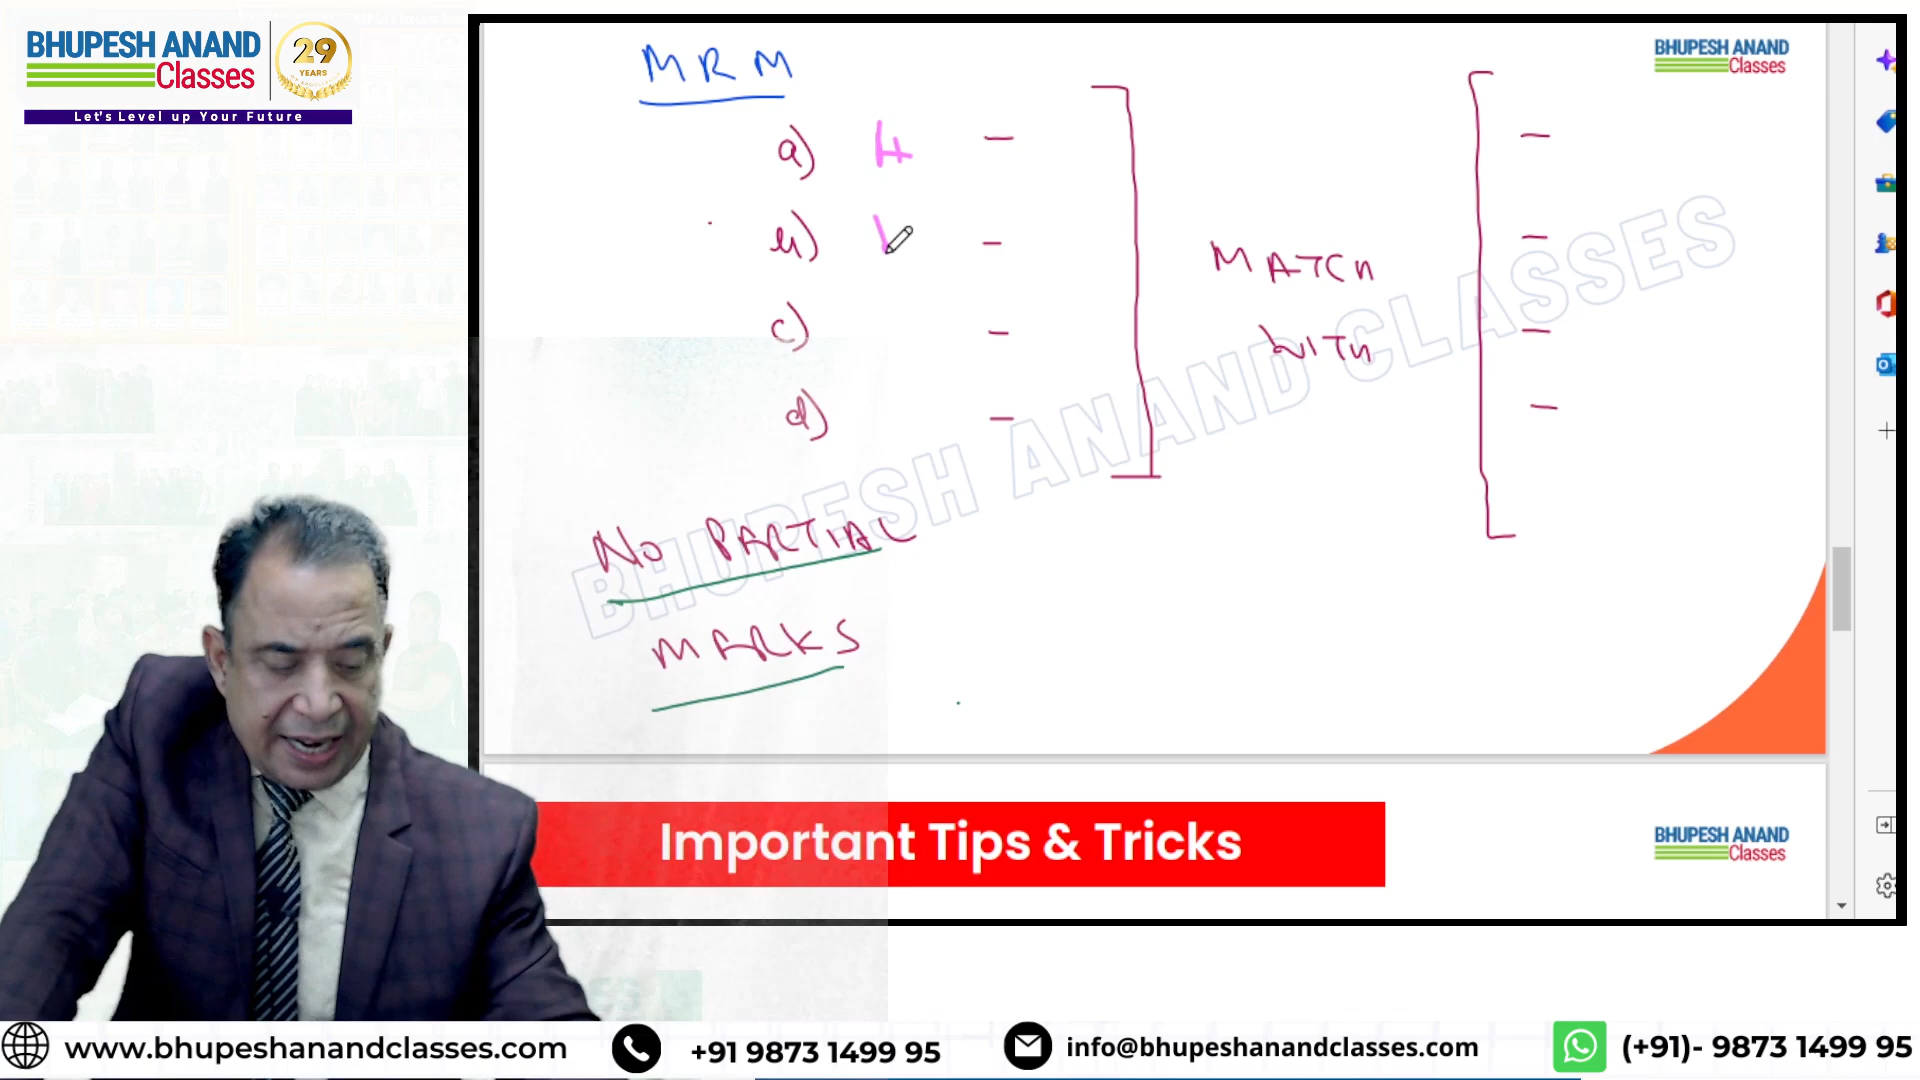 BHUPESH ANAND
Classes
29
YEARS
Let's Level up Your Future
MRM
BHUPESH ANAND
Classes
a) 4 -
b) -
c) -
d) -
MATCH
WITH
-
-
-
-
NO PARTIAL
MARKS
BHUPESH ANAND CLASSES
Important Tips & Tricks
BHUPESH ANAND
Classes
www.bhupeshanandclasses.com
+91 9873 1499 95
info@bhupeshanandclasses.com
(+91)- 9873 1499 95